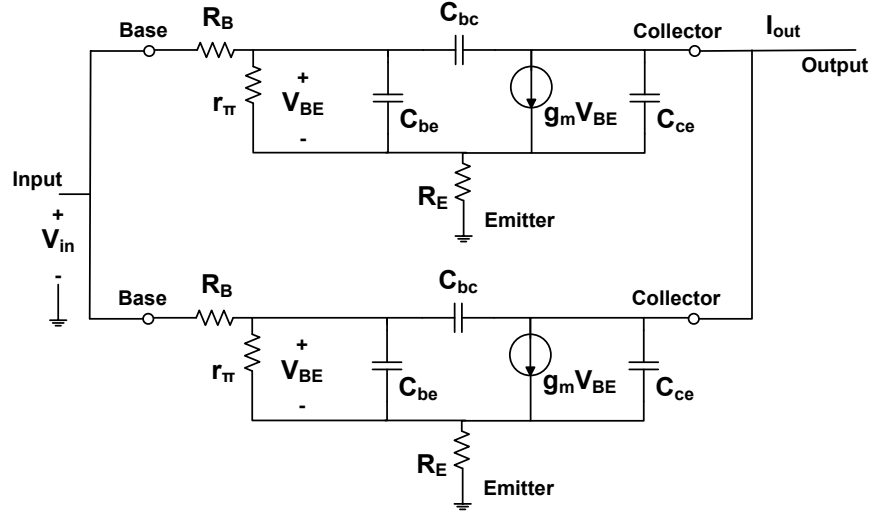 Base
R_B
C_bc
Collector
I_out
Output
r_π
+
V_BE
-
C_be
g_mV_BE
C_ce
R_E
Emitter
Input
+
V_in
-
Base
R_B
C_bc
Collector
r_π
+
V_BE
-
C_be
g_mV_BE
C_ce
R_E
Emitter